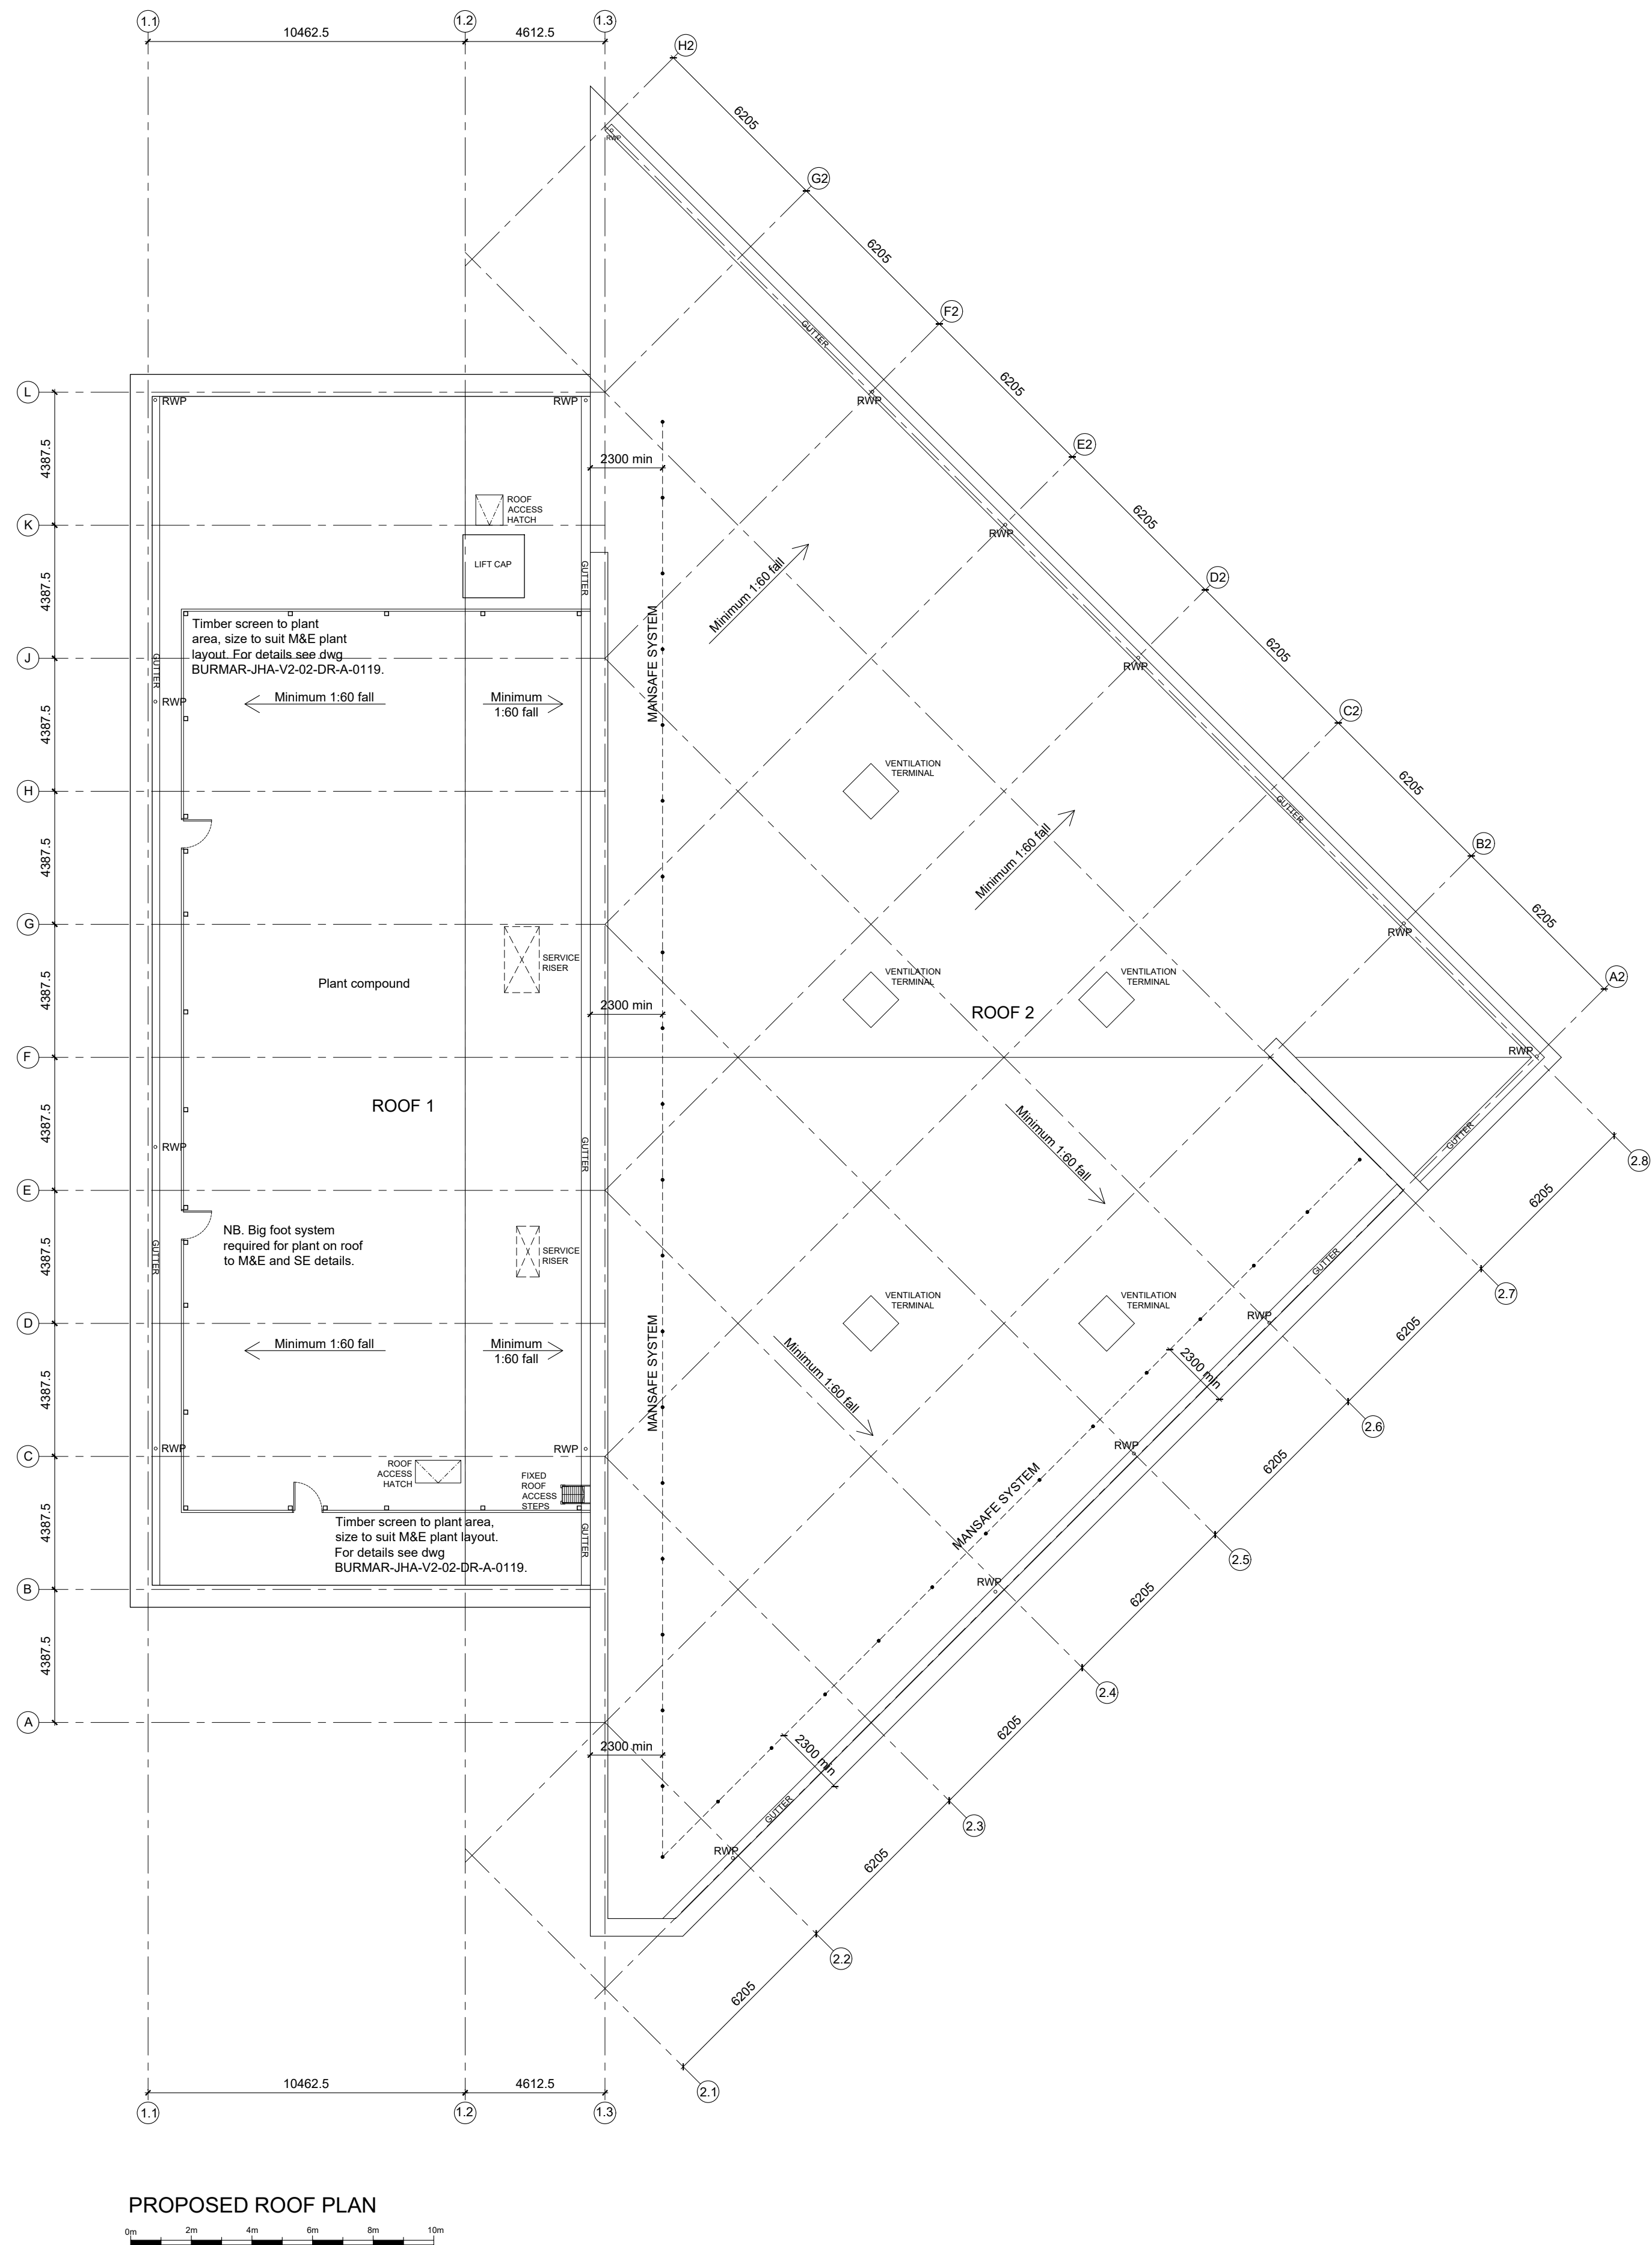 1.1
1.2
1.3
10462.5
4612.5
H2
6205
G2
6205
F2
6205
E2
6205
D2
6205
C2
6205
B2
6205
A2
RWP
GUTTER
RWP
RWP
RWP
GUTTER
RWP
RWP
L
4387.5
K
4387.5
J
4387.5
H
4387.5
G
4387.5
F
4387.5
E
4387.5
D
4387.5
C
4387.5
B
4387.5
A
RWP
RWP
2300 min
ROOF
ACCESS
HATCH
LIFT CAP
GUTTER
Timber screen to plant
area, size to suit M&E plant
layout. For details see dwg
BURMAR-JHA-V2-02-DR-A-0119.
GUTTER
RWP
Minimum 1:60 fall
Minimum
1:60 fall
MANSAFE SYSTEM
Minimum 1:60 fall
VENTILATION
TERMINAL
Minimum 1:60 fall
SERVICE
RISER
Plant compound
2300 min
VENTILATION
TERMINAL
VENTILATION
TERMINAL
ROOF 2
ROOF 1
RWP
GUTTER
Minimum 1:60 fall
GUTTER
NB. Big foot system
required for plant on roof
to M&E and SE details.
GUTTER
SERVICE
RISER
VENTILATION
TERMINAL
VENTILATION
TERMINAL
GUTTER
RWP
Minimum 1:60 fall
Minimum
1:60 fall
MANSAFE SYSTEM
Minimum 1:60 fall
2300 min
RWP
RWP
RWP
ROOF
ACCESS
HATCH
FIXED
ROOF
ACCESS
STEPS
Timber screen to plant area,
size to suit M&E plant layout.
For details see dwg
BURMAR-JHA-V2-02-DR-A-0119.
GUTTER
MANSAFE SYSTEM
RWP
2300 min
2300 min
GUTTER
RWP
2.8
6205
2.7
6205
2.6
6205
2.5
6205
2.4
6205
2.3
6205
2.2
6205
2.1
10462.5
4612.5
1.1
1.2
1.3
PROPOSED ROOF PLAN
0m
2m
4m
6m
8m
10m